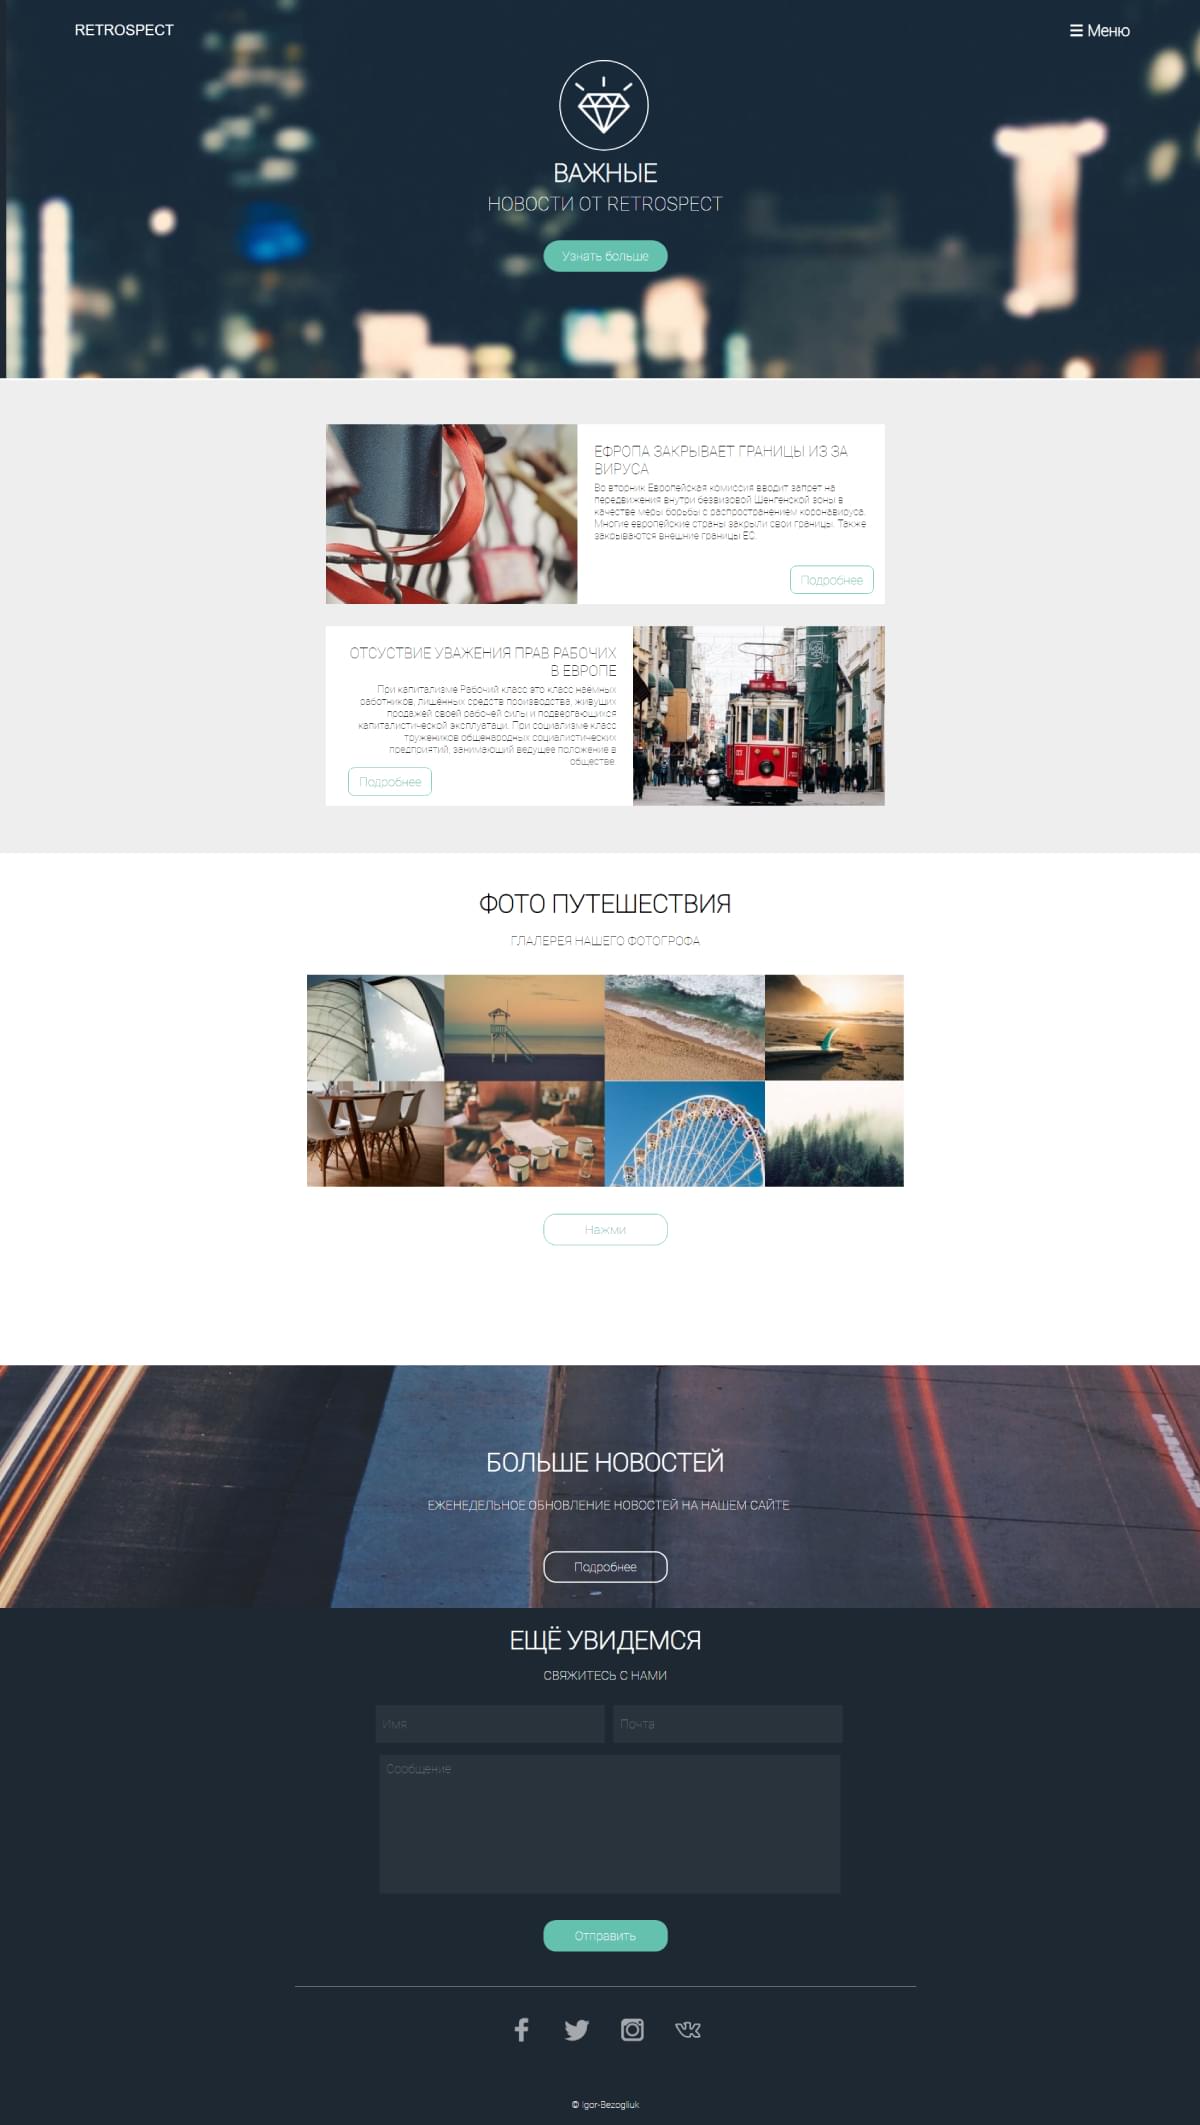 RETROSPECT
☰ Меню
ВАЖНЫЕ
НОВОСТИ ОТ RETROSPECT
Узнать больше
ЕФРОПА ЗАКРЫВАЕТ ГРАНИЦЫ ИЗ ЗА
ВИРУСА
Во вторник Европейская комиссия вводит запрет на
передвижения внутри безвизовой Шенгенской зоны в
качестве меры борьбы с распространением коронавируса.
Многие европейские страны закрыли свои границы. Также
закрываются внешние границы ЕС.
Подробнее
ОТСУСТВИЕ УВАЖЕНИЯ ПРАВ РАБОЧИХ
В ЕВРОПЕ
При капитализме Рабочий класс это класс наемных
работников, лишённых средств производства, живущих
продажей своей рабочей силы и подвергающихся
капиталистической эксплуатаци. При социализме класс
тружеников общенародных социалистических
предприятий, занимающий ведущее положение в
обществе.
Подробнее
ФОТО ПУТЕШЕСТВИЯ
ГЛАЛЕРЕЯ НАШЕГО ФОТОГРОФА
Нажми
БОЛЬШЕ НОВОСТЕЙ
ЕЖЕНЕДЕЛЬНОЕ ОБНОВЛЕНИЕ НОВОСТЕЙ НА НАШЕМ САЙТЕ
Подробнее
ЕЩЁ УВИДЕМСЯ
СВЯЖИТЕСЬ С НАМИ
Имя
Почта
Сообщение
Отправить
© Igor-Bezogliuk